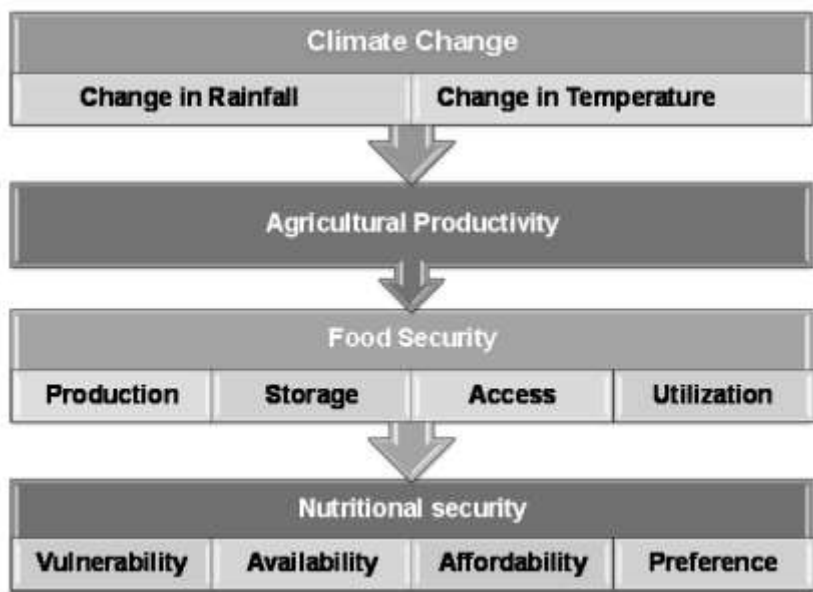 Climate Change
Change in Rainfall Change in Temperature
Agricultural Productivity
Food Security
Production Storage Access Utilization
Nutritional security
Vulnerability Availability Affordability Preference